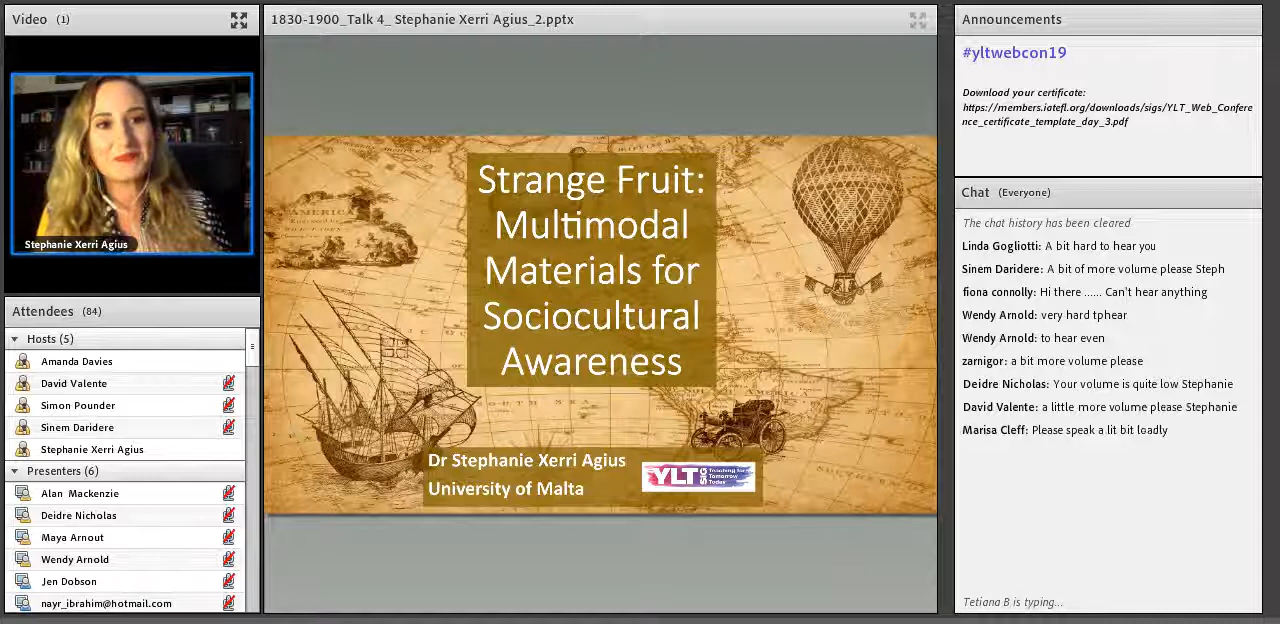 Video (1)
Stephanie Xerri Agius
Attendees (84)
Hosts (5)
Amanda Davies
David Valente
Simon Pounder
Sinem Daridere
Stephanie Xerri Agius
Presenters (6)
Alan Mackenzie
Deidre Nicholas
Maya Arnout
Wendy Arnold
Jen Dobson
nayr_ibrahim@hotmail.com
1830-1900_Talk 4_ Stephanie Xerri Agius_2.pptx
Strange Fruit:
Multimodal
Materials for
Sociocultural
Awareness
AMERICA
SOUTH
Dr Stephanie Xerri Agius
University of Malta
YLT SIG
Teaching for
Tomorrow
Today
Announcements
#yltwebcon19
Download your certificate:
https://members.iatefl.org/downloads/sigs/YLT_Web_Confere
nce_certificate_template_day_3.pdf
Chat (Everyone)
The chat history has been cleared
Linda Gogliotti: A bit hard to hear you
Sinem Daridere: A bit of more volume please Steph
fiona connolly: Hi there ...... Can't hear anything
Wendy Arnold: very hard tphear
Wendy Arnold: to hear even
zarnigor: a bit more volume please
Deidre Nicholas: Your volume is quite low Stephanie
David Valente: a little more volume please Stephanie
Marisa Cleff: Please speak a lit bit loadly
Tetiana B is typing...